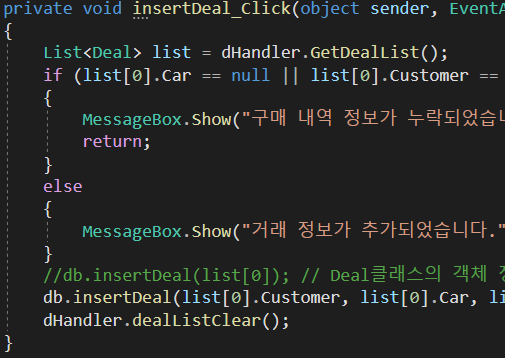 private void insertDeal_Click(object sender, EventA
{
List<Deal> list = dHandler.GetDealList();
if (list[0].Car == null || list[0].Customer ==
{
MessageBox.Show("구매 내역 정보가 누락되었습니
return;
}
else
{
MessageBox.Show("거래 정보가 추가되었습니다."
}
//db.insertDeal(list[0]); // Deal클래스의 객체
db.insertDeal(list[0].Customer, list[0].Car, li
dHandler.dealListClear();
}